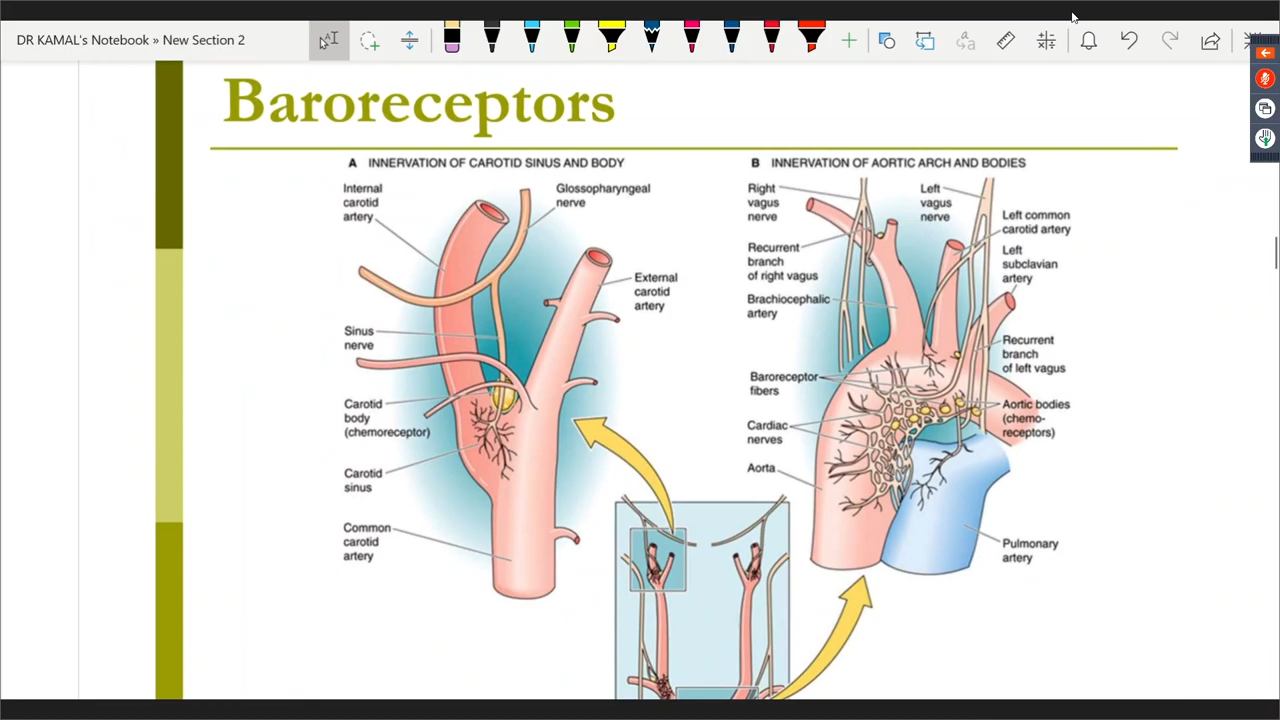 DR KAMAL's Notebook » New Section 2
Baroreceptors
A INNERVATION OF CAROTID SINUS AND BODY
Internal
carotid
artery
Glossopharyngeal
nerve
External
carotid
artery
Sinus
nerve
Carotid
body
(chemoreceptor)
Carotid
sinus
Common
carotid
artery
B INNERVATION OF AORTIC ARCH AND BODIES
Right
vagus
nerve
Left
vagus
nerve
Left common
carotid artery
Left
subclavian
artery
Recurrent
branch
of right vagus
Brachiocephalic
artery
Recurrent
branch
of left vagus
Baroreceptor
fibers
Aortic bodies
(chemo-
receptors)
Cardiac
nerves
Aorta
Pulmonary
artery